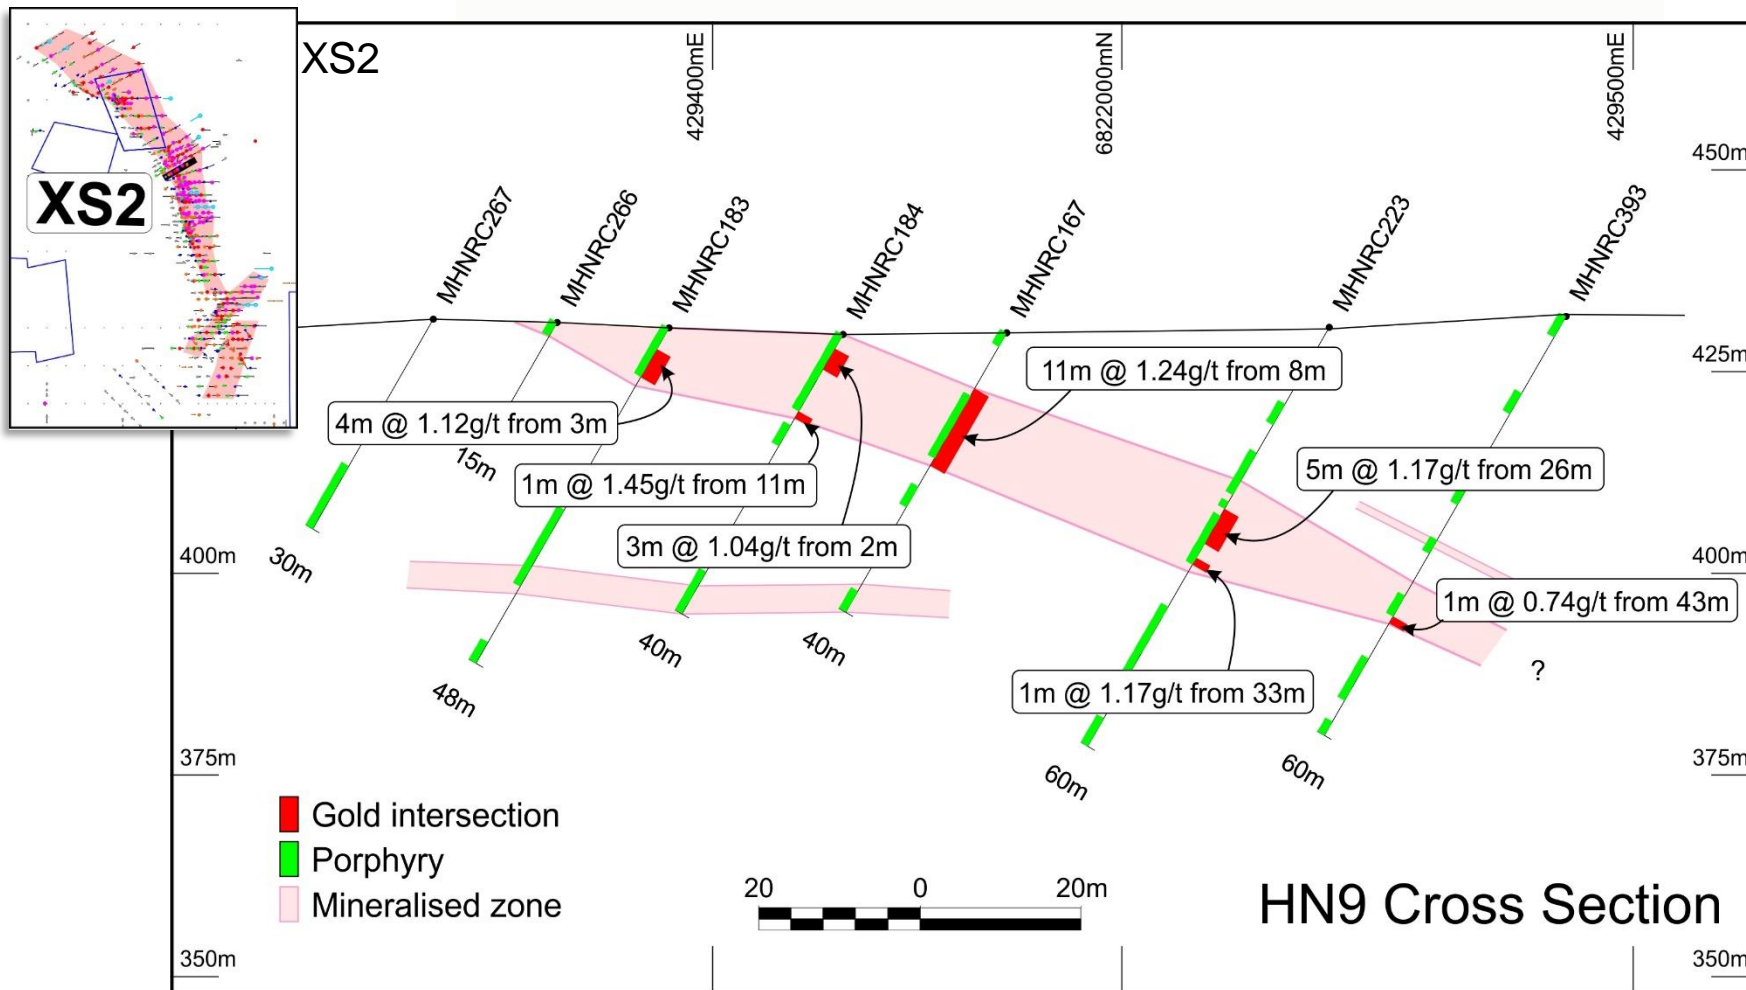 XS2
XS2
429400mE
6822000mN
429500mE
450m
MHNRC267
MHNRC266
MHNRC183
MHNRC184
MHNRC167
MHNRC223
MHNRC393
425m
11m @ 1.24g/t from 8m
4m @ 1.12g/t from 3m
15m
1m @ 1.45g/t from 11m
5m @ 1.17g/t from 26m
3m @ 1.04g/t from 2m
400m
400m
30m
1m @ 0.74g/t from 43m
40m
40m
?
48m
1m @ 1.17g/t from 33m
60m
60m
375m
375m
Gold intersection
Porphyry
Mineralised zone
20 0 20m
HN9 Cross Section
350m
350m